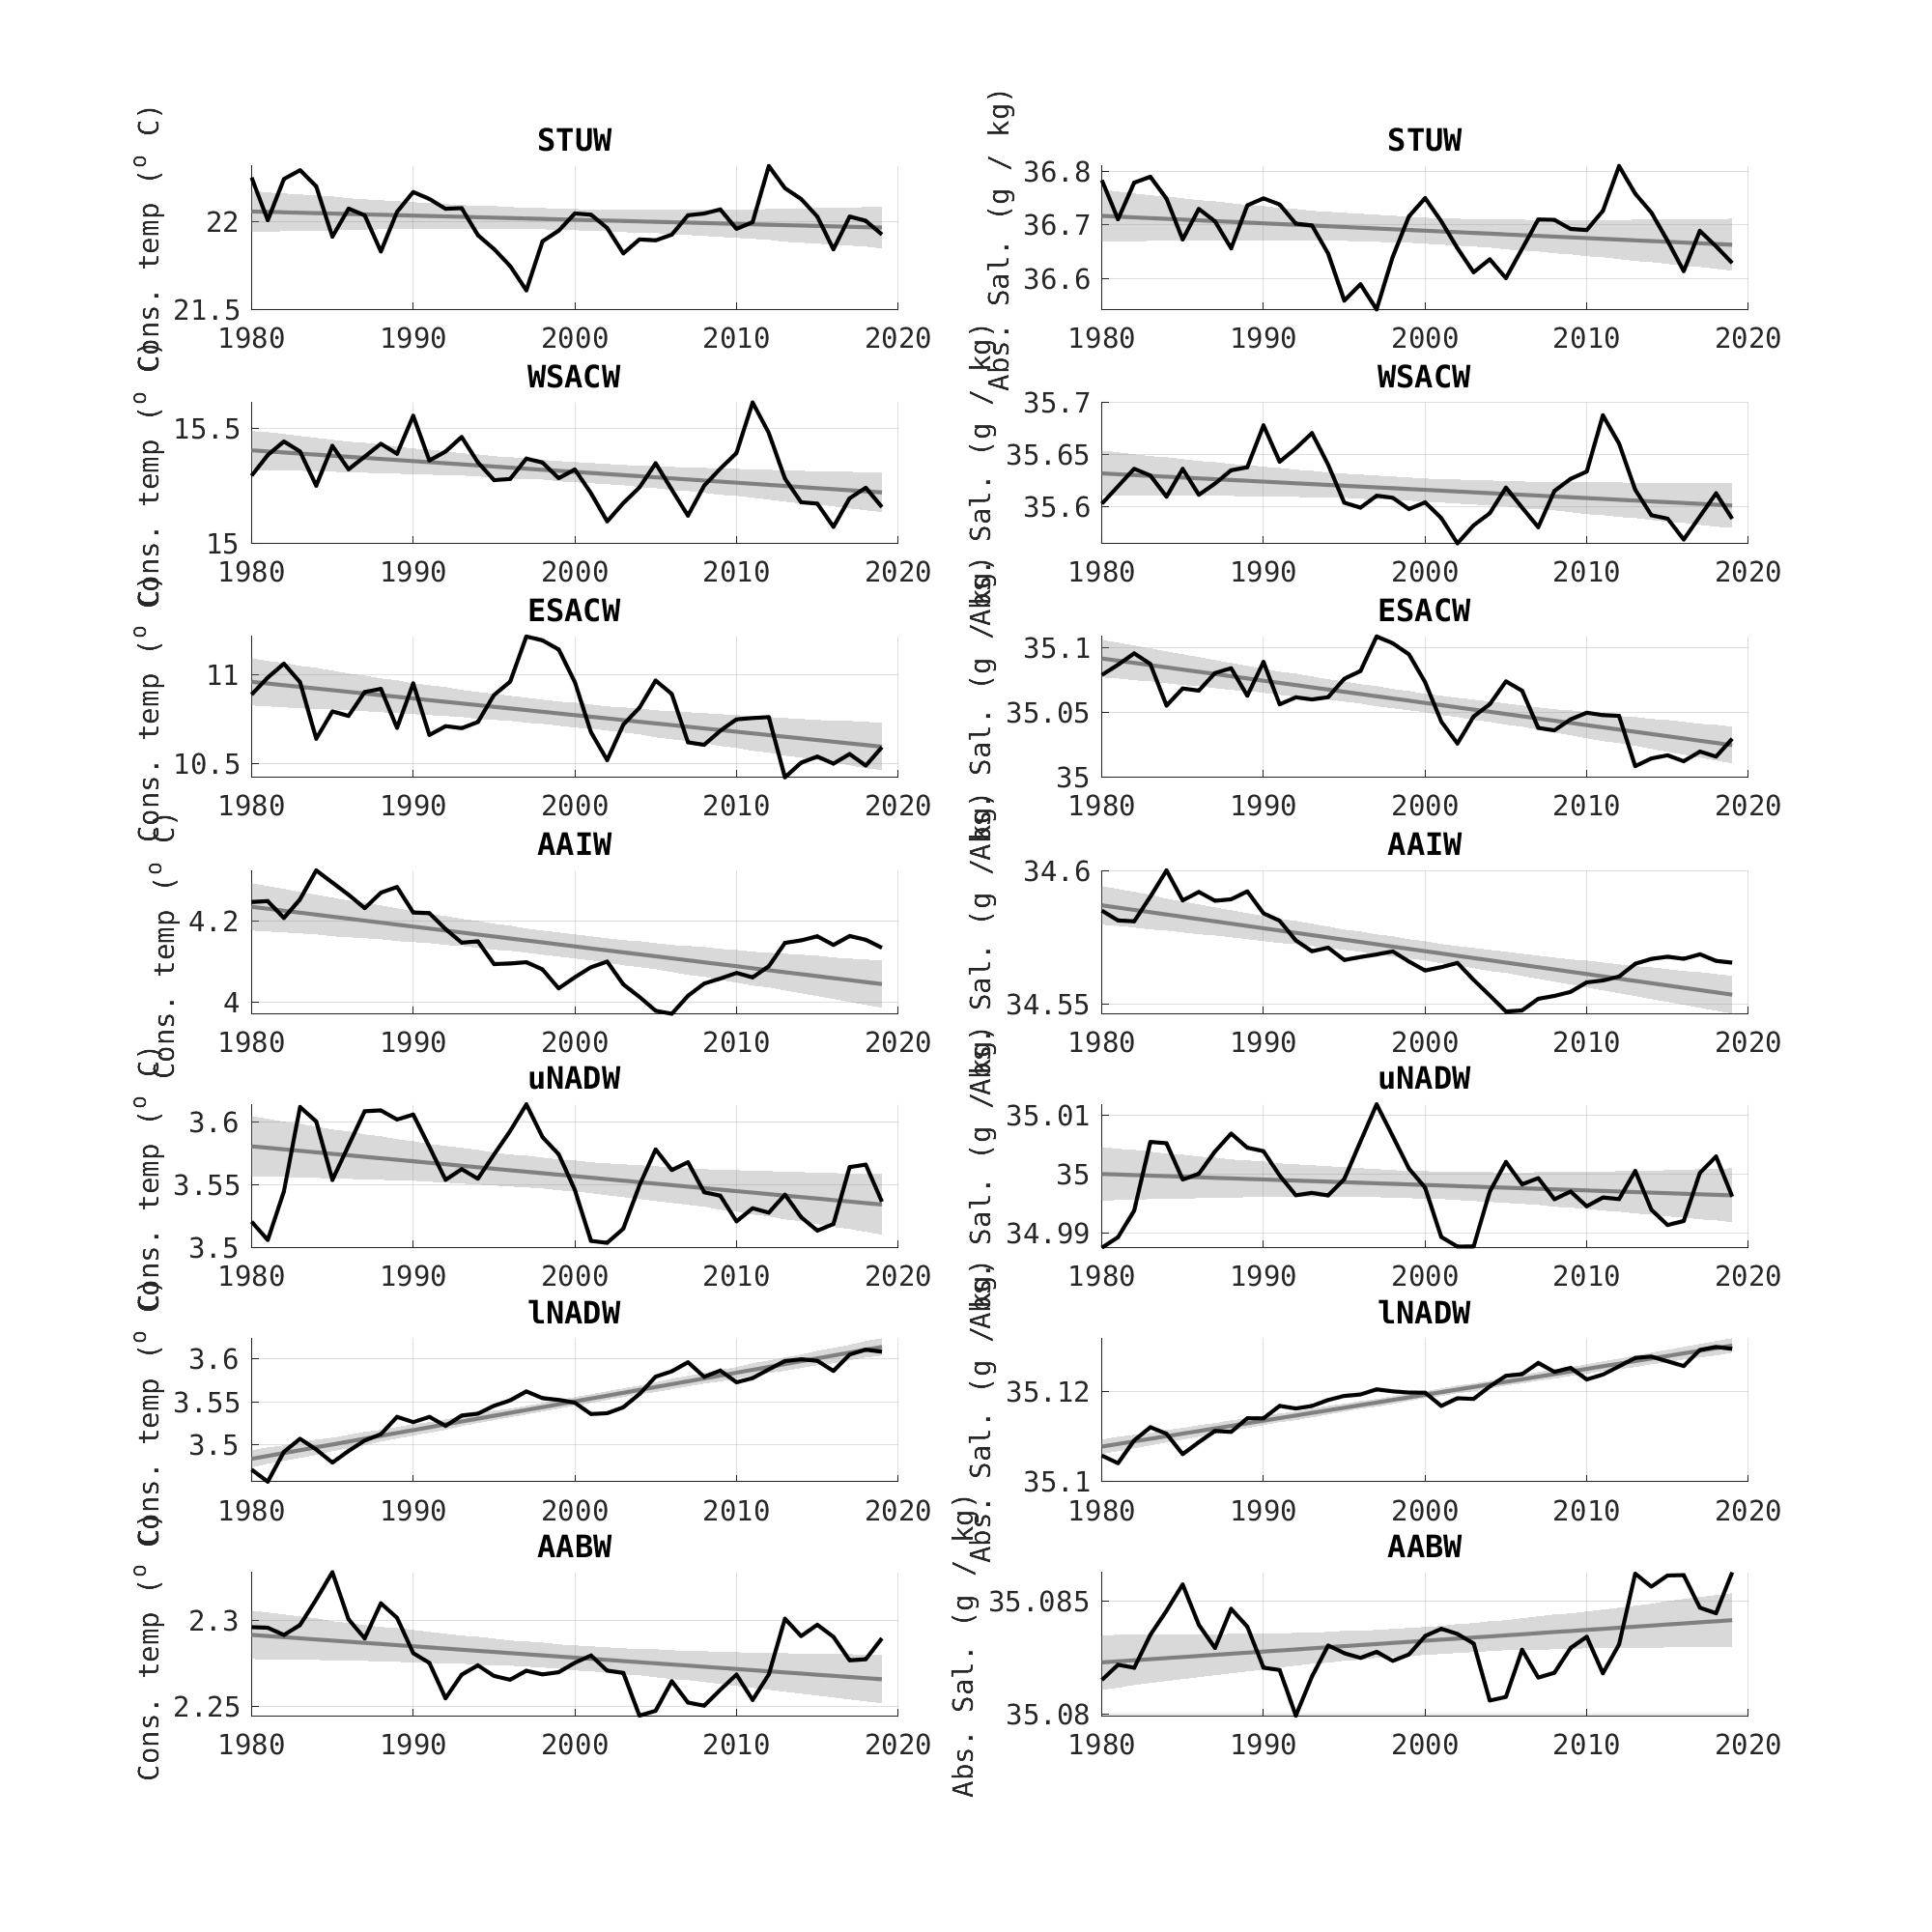 STUW
Cons. temp (° C)
22
21.5
1980 1990 2000 2010 2020
STUW
Abs. Sal. (g / kg)
36.8
36.7
36.6
1980 1990 2000 2010 2020
WSACW
Cons. temp (° C)
15.5
15
1980 1990 2000 2010 2020
WSACW
Abs. Sal. (g / kg)
35.7
35.65
35.6
1980 1990 2000 2010 2020
ESACW
Cons. temp (° C)
11
10.5
1980 1990 2000 2010 2020
ESACW
Abs. Sal. (g / kg)
35.1
35.05
35
1980 1990 2000 2010 2020
AAIW
Cons. temp (° C)
4.2
4
1980 1990 2000 2010 2020
AAIW
Abs. Sal. (g / kg)
34.6
34.55
1980 1990 2000 2010 2020
uNADW
Cons. temp (° C)
3.6
3.55
3.5
1980 1990 2000 2010 2020
uNADW
Abs. Sal. (g / kg)
35.01
35
34.99
1980 1990 2000 2010 2020
lNADW
Cons. temp (° C)
3.6
3.55
3.5
1980 1990 2000 2010 2020
lNADW
Abs. Sal. (g / kg)
35.12
35.1
1980 1990 2000 2010 2020
AABW
Cons. temp (° C)
2.3
2.25
1980 1990 2000 2010 2020
AABW
Abs. Sal. (g / kg)
35.085
35.08
1980 1990 2000 2010 2020